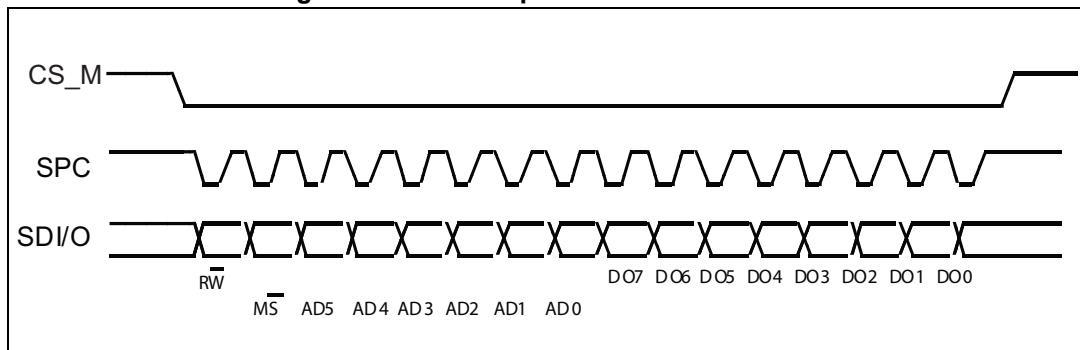 CS_M
SPC
SDI/O
RW
DO7 DO6 DO5 DO4 DO3 DO2 DO1 DO0
MS AD5 AD4 AD3 AD2 AD1 AD0